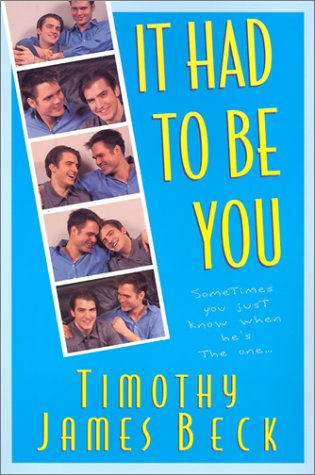 IT HAD
TO BE
YOU
Sometimes
you just
know when
he's
the one...
TIMOTHY
JAMES BECK